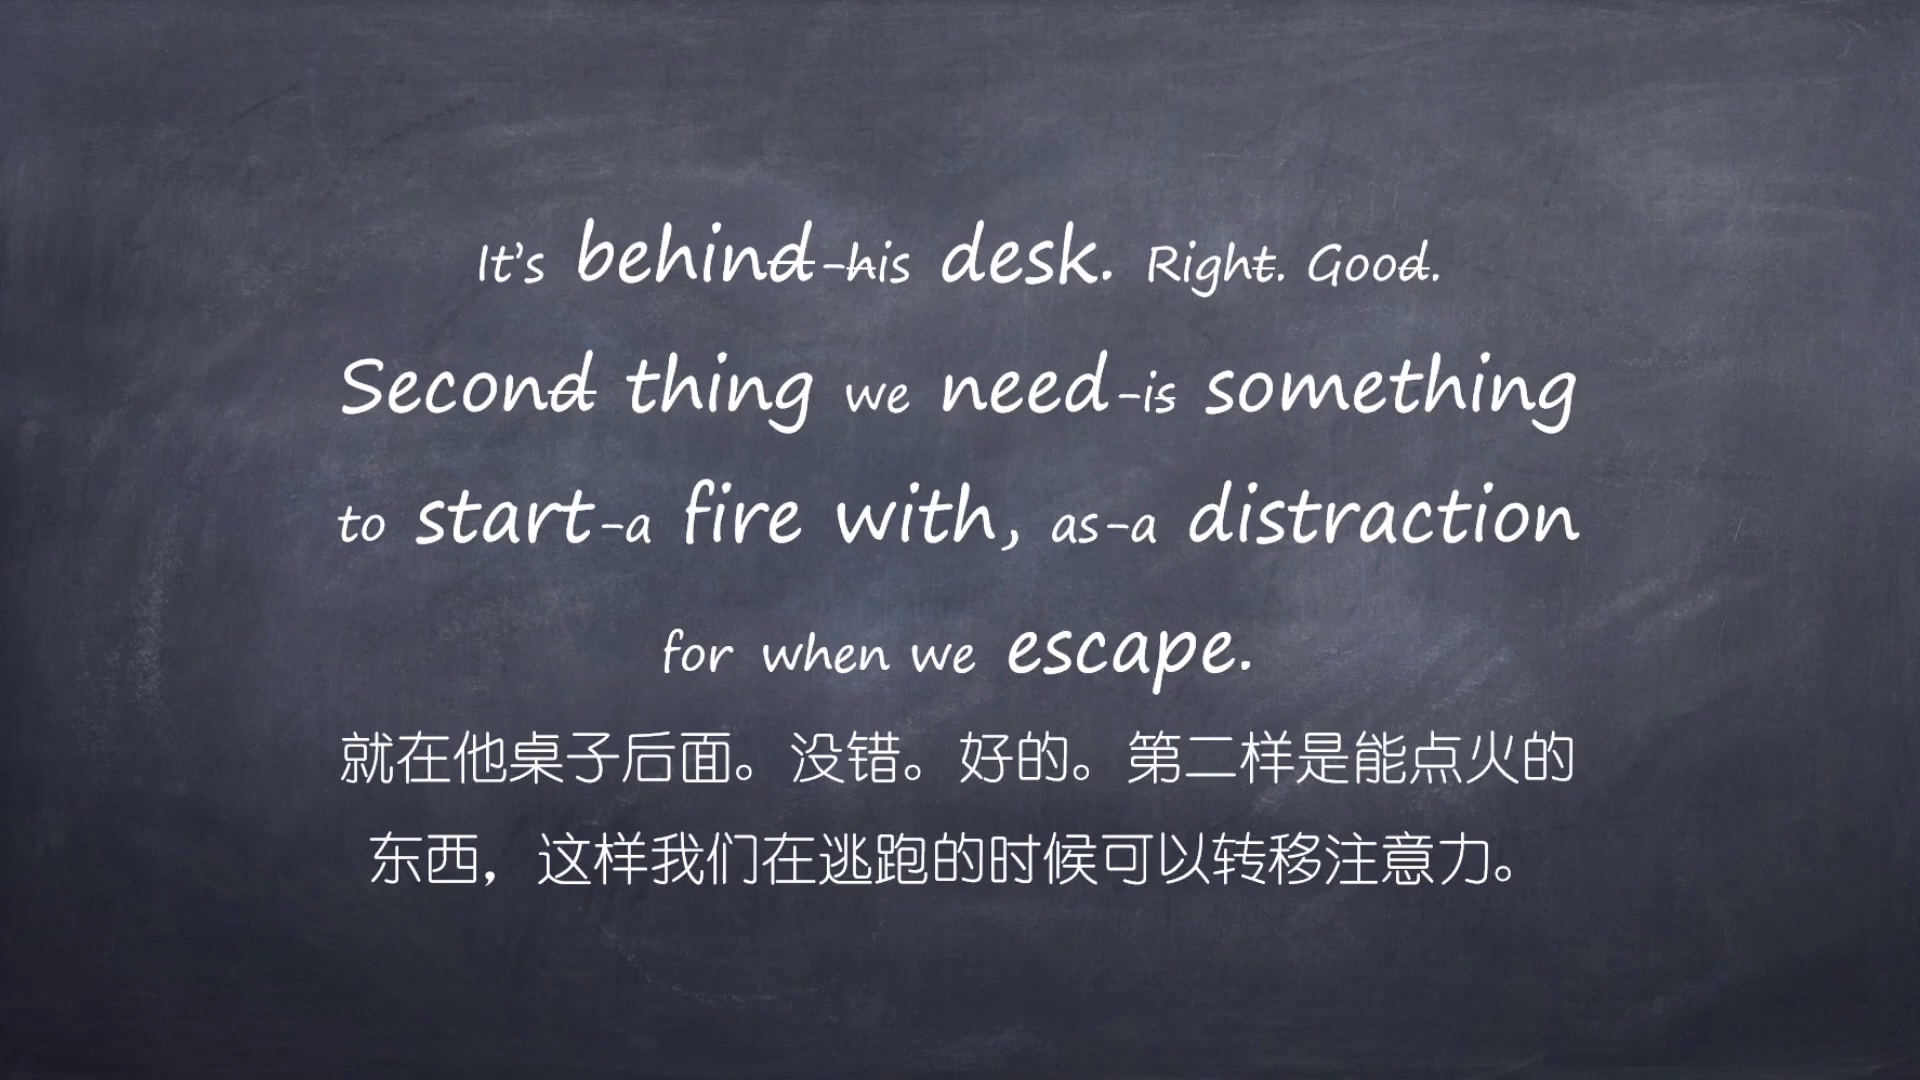 It's behind-his desk. Right. Good.
Second thing we need-is something
to start-a fire with, as-a distraction
for when we escape.
就在他桌子后面。没错。好的。第二样是能点火的
东西，这样我们在逃跑的时候可以转移注意力。